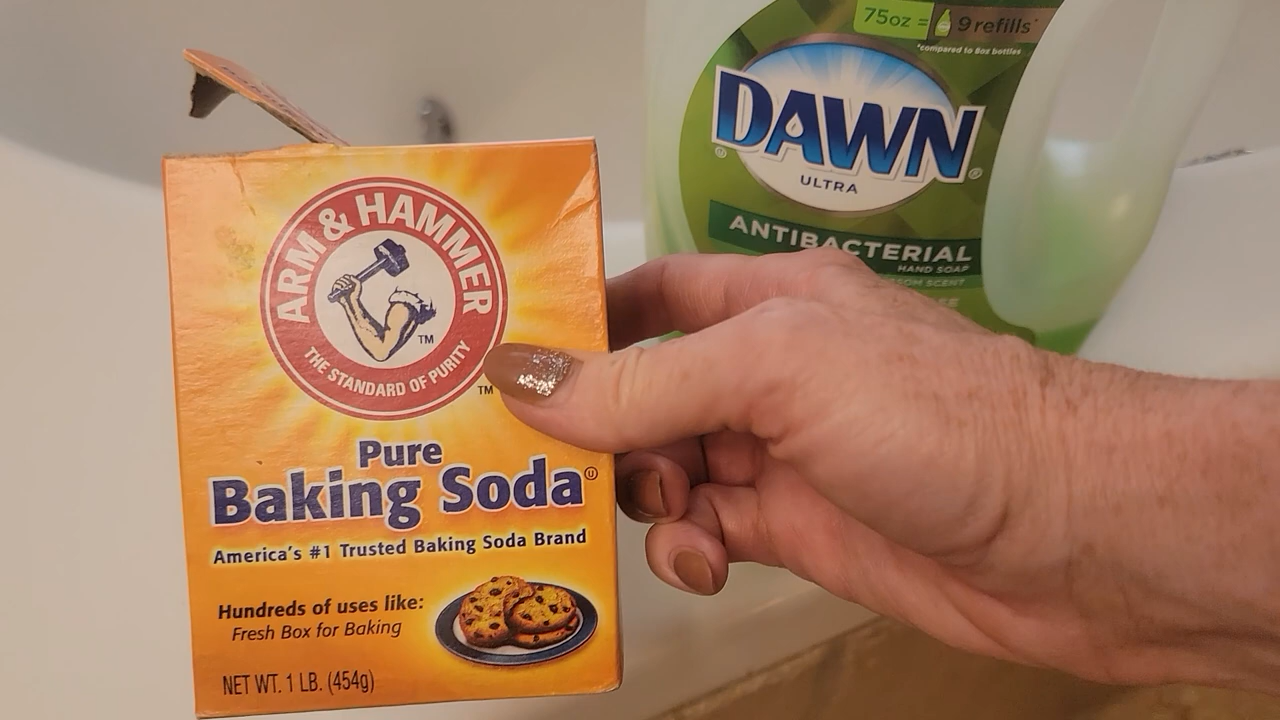 75oz = 9 refills*
*compared to 8oz bottles
DAWN®
ULTRA
ANTIBACTERIAL
HAND SOAP
SCENT
ARM & HAMMER
™
THE STANDARD OF PURITY
™
Pure
Baking Soda
America's #1 Trusted Baking Soda Brand
Hundreds of uses like:
Fresh Box for Baking
NET WT. 1 LB. (454g)